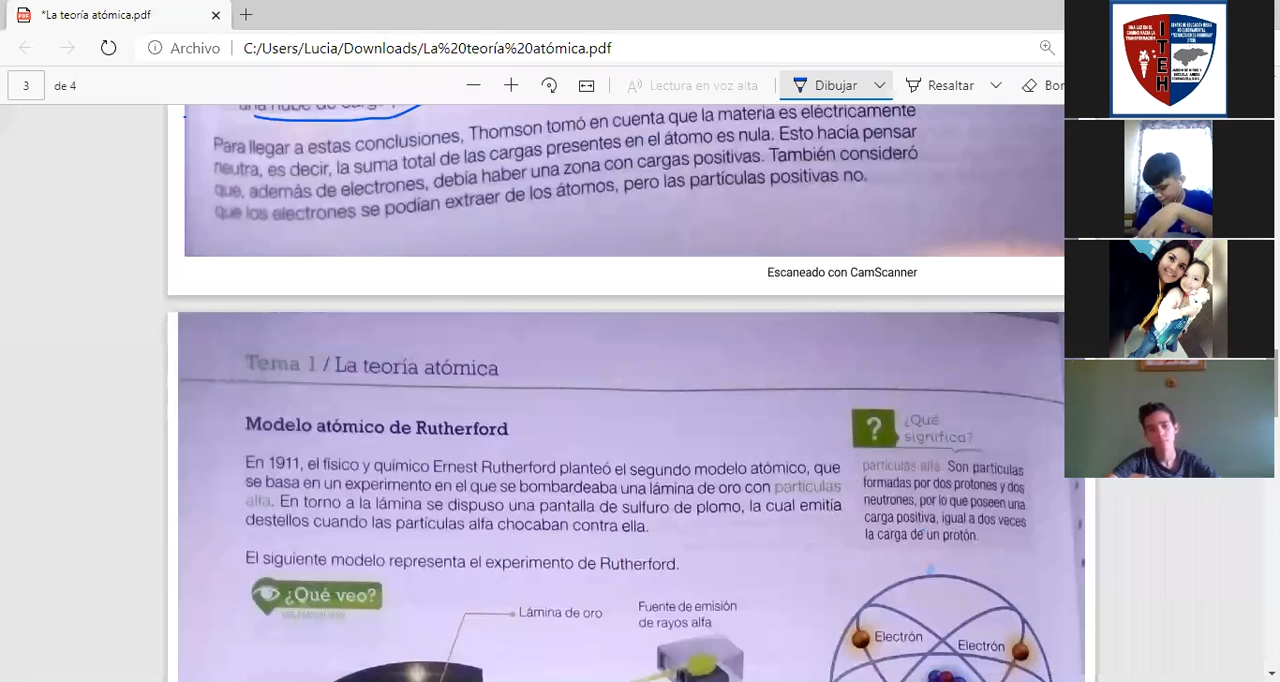 *La teoría atómica.pdf
Archivo
C:/Users/Lucia/Downloads/La%20teoría%20atómica.pdf
3
de 4
Lectura en voz alta
Dibujar
Resaltar
Bor
una nube de carga
Para llegar a estas conclusiones, Thomson tomó en cuenta que la materia es eléctricamente
neutra, es decir, la suma total de las cargas presentes en el átomo es nula. Esto hacía pensar
que, además de electrones, debía haber una zona con cargas positivas. También consideró
que los electrones se podían extraer de los átomos, pero las partículas positivas no.
Escaneado con CamScanner
Tema 1 / La teoría atómica
Modelo atómico de Rutherford
En 1911, el físico y químico Ernest Rutherford planteó el segundo modelo atómico, que
se basa en un experimento en el que se bombardeaba una lámina de oro con partículas
alfa. En torno a la lámina se dispuso una pantalla de sulfuro de plomo, la cual emitía
destellos cuando las partículas alfa chocaban contra ella.
El siguiente modelo representa el experimento de Rutherford.
¿Qué veo?
Lámina de oro
Fuente de emisión
de rayos alfa
?
¿Qué
significa?
partículas alfa. Son partículas
formadas por dos protones y dos
neutrones, por lo que poseen una
carga positiva, igual a dos veces
la carga de un protón.
Electrón
Electrón
ITEH